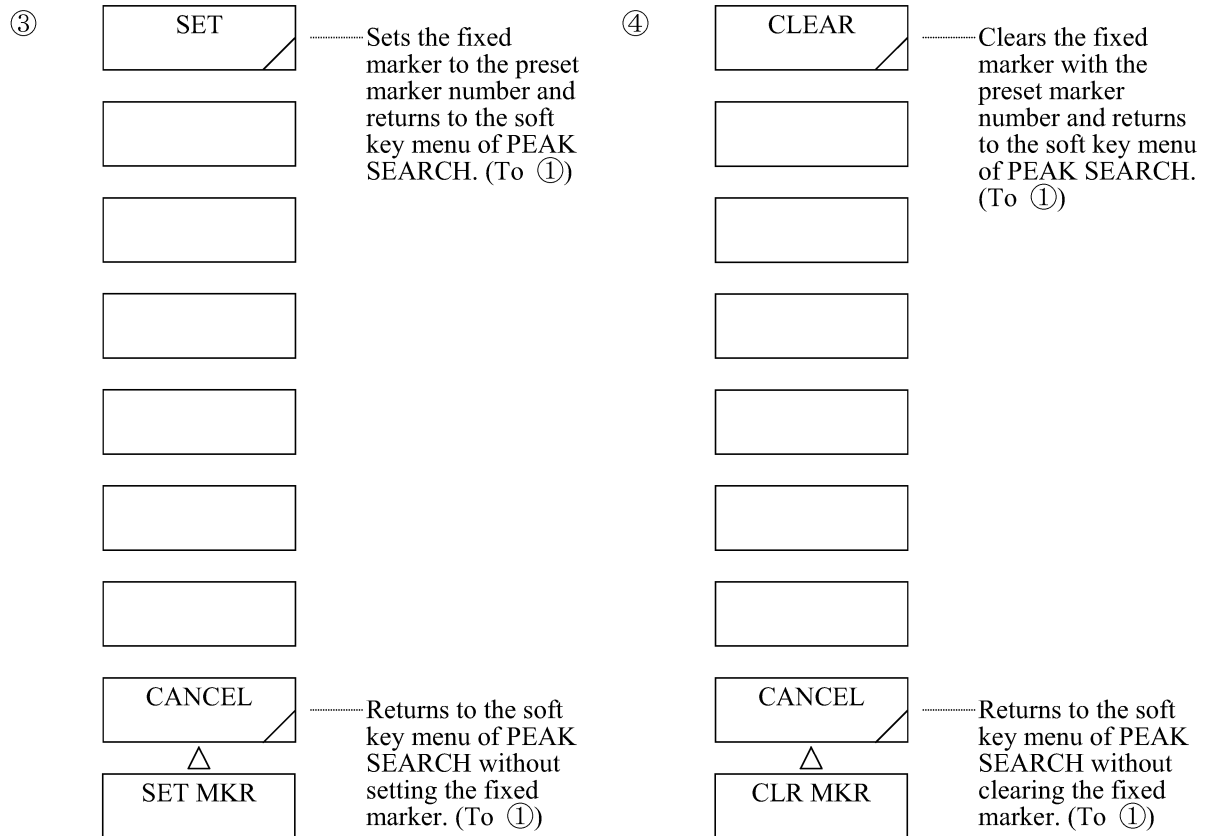 ③
SET
Sets the fixed
marker to the preset
marker number and
returns to the soft
key menu of PEAK
SEARCH. (To ①)
CANCEL
Returns to the soft
key menu of PEAK
SEARCH without
setting the fixed
marker. (To ①)
SET MKR
④
CLEAR
Clears the fixed
marker with the
preset marker
number and returns
to the soft key menu
of PEAK SEARCH.
(To ①)
CANCEL
Returns to the soft
key menu of PEAK
SEARCH without
clearing the fixed
marker. (To ①)
CLR MKR